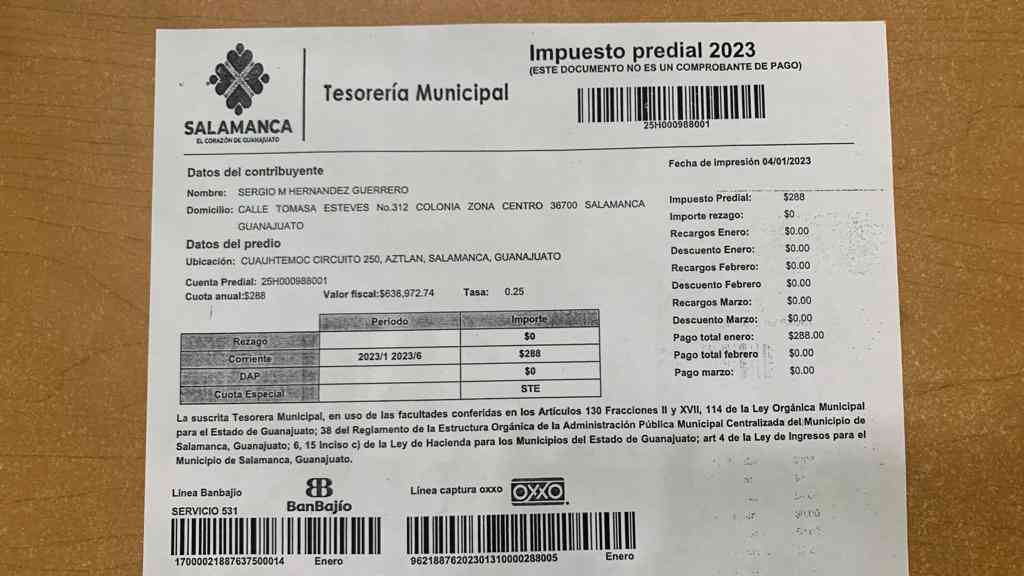 SALAMANCA
EL CORAZÓN DE GUANAJUATO
Tesorería Municipal
Impuesto predial 2023
(ESTE DOCUMENTO NO ES UN COMPROBANTE DE PAGO)
25H000988001
Fecha de impresión 04/01/2023
Datos del contribuyente
Nombre: SERGIO M HERNANDEZ GUERRERO
Domicilio: CALLE TOMASA ESTEVES No.312 COLONIA ZONA CENTRO 36700 SALAMANCA
GUANAJUATO
Datos del predio
Ubicación: CUAUHTEMOC CIRCUITO 250, AZTLAN, SALAMANCA, GUANAJUATO
Cuenta Predial: 25H000988001
Cuota anual:$288 Valor fiscal:$636,972.74 Tasa: 0.25
Periodo Importe
Rezago $0
Corriente 2023/1 2023/6 $288
DAP $0
Cuota Especial STE
Impuesto Predial: $288
Importe rezago: $0
Recargos Enero: $0.00
Descuento Enero: $0.00
Recargos Febrero: $0.00
Descuento Febrero $0.00
Recargos Marzo: $0.00
Descuento Marzo: $0.00
Pago total enero: $288.00
Pago total febrero $0.00
Pago marzo: $0.00
La suscrita Tesorera Municipal, en uso de las facultades conferidas en los Artículos 130 Fracciones II y XVII, 114 de la Ley Orgánica Municipal
para el Estado de Guanajuato; 38 del Reglamento de la Estructura Orgánica de la Administración Pública Municipal Centralizada del Municipio de
Salamanca, Guanajuato; 6, 15 Inciso c) de la Ley de Hacienda para los Municipios del Estado de Guanajuato; art 4 de la Ley de Ingresos para el
Municipio de Salamanca, Guanajuato.
Línea Banbajio
BanBajío
SERVICIO 531
17000021887637500014 Enero
Línea captura oxxo
OXXO
96218876202301310000288005 Enero